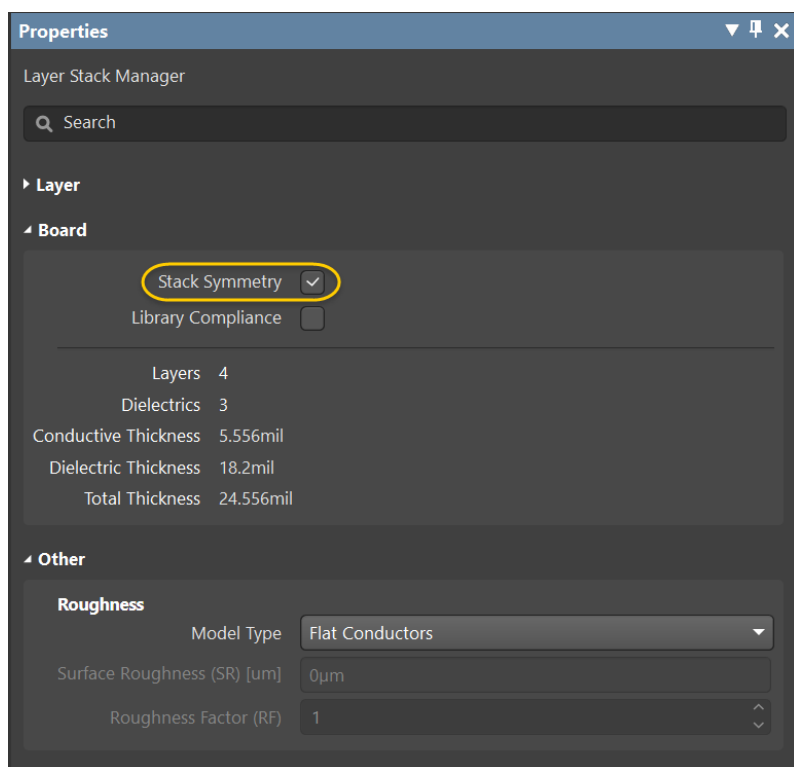 Properties
Layer Stack Manager
Search
Layer
Board
Stack Symmetry
Library Compliance
Layers 4
Dielectrics 3
Conductive Thickness 5.556mil
Dielectric Thickness 18.2mil
Total Thickness 24.556mil
Other
Roughness
Model Type Flat Conductors
Surface Roughness (SR) [um] 0µm
Roughness Factor (RF) 1